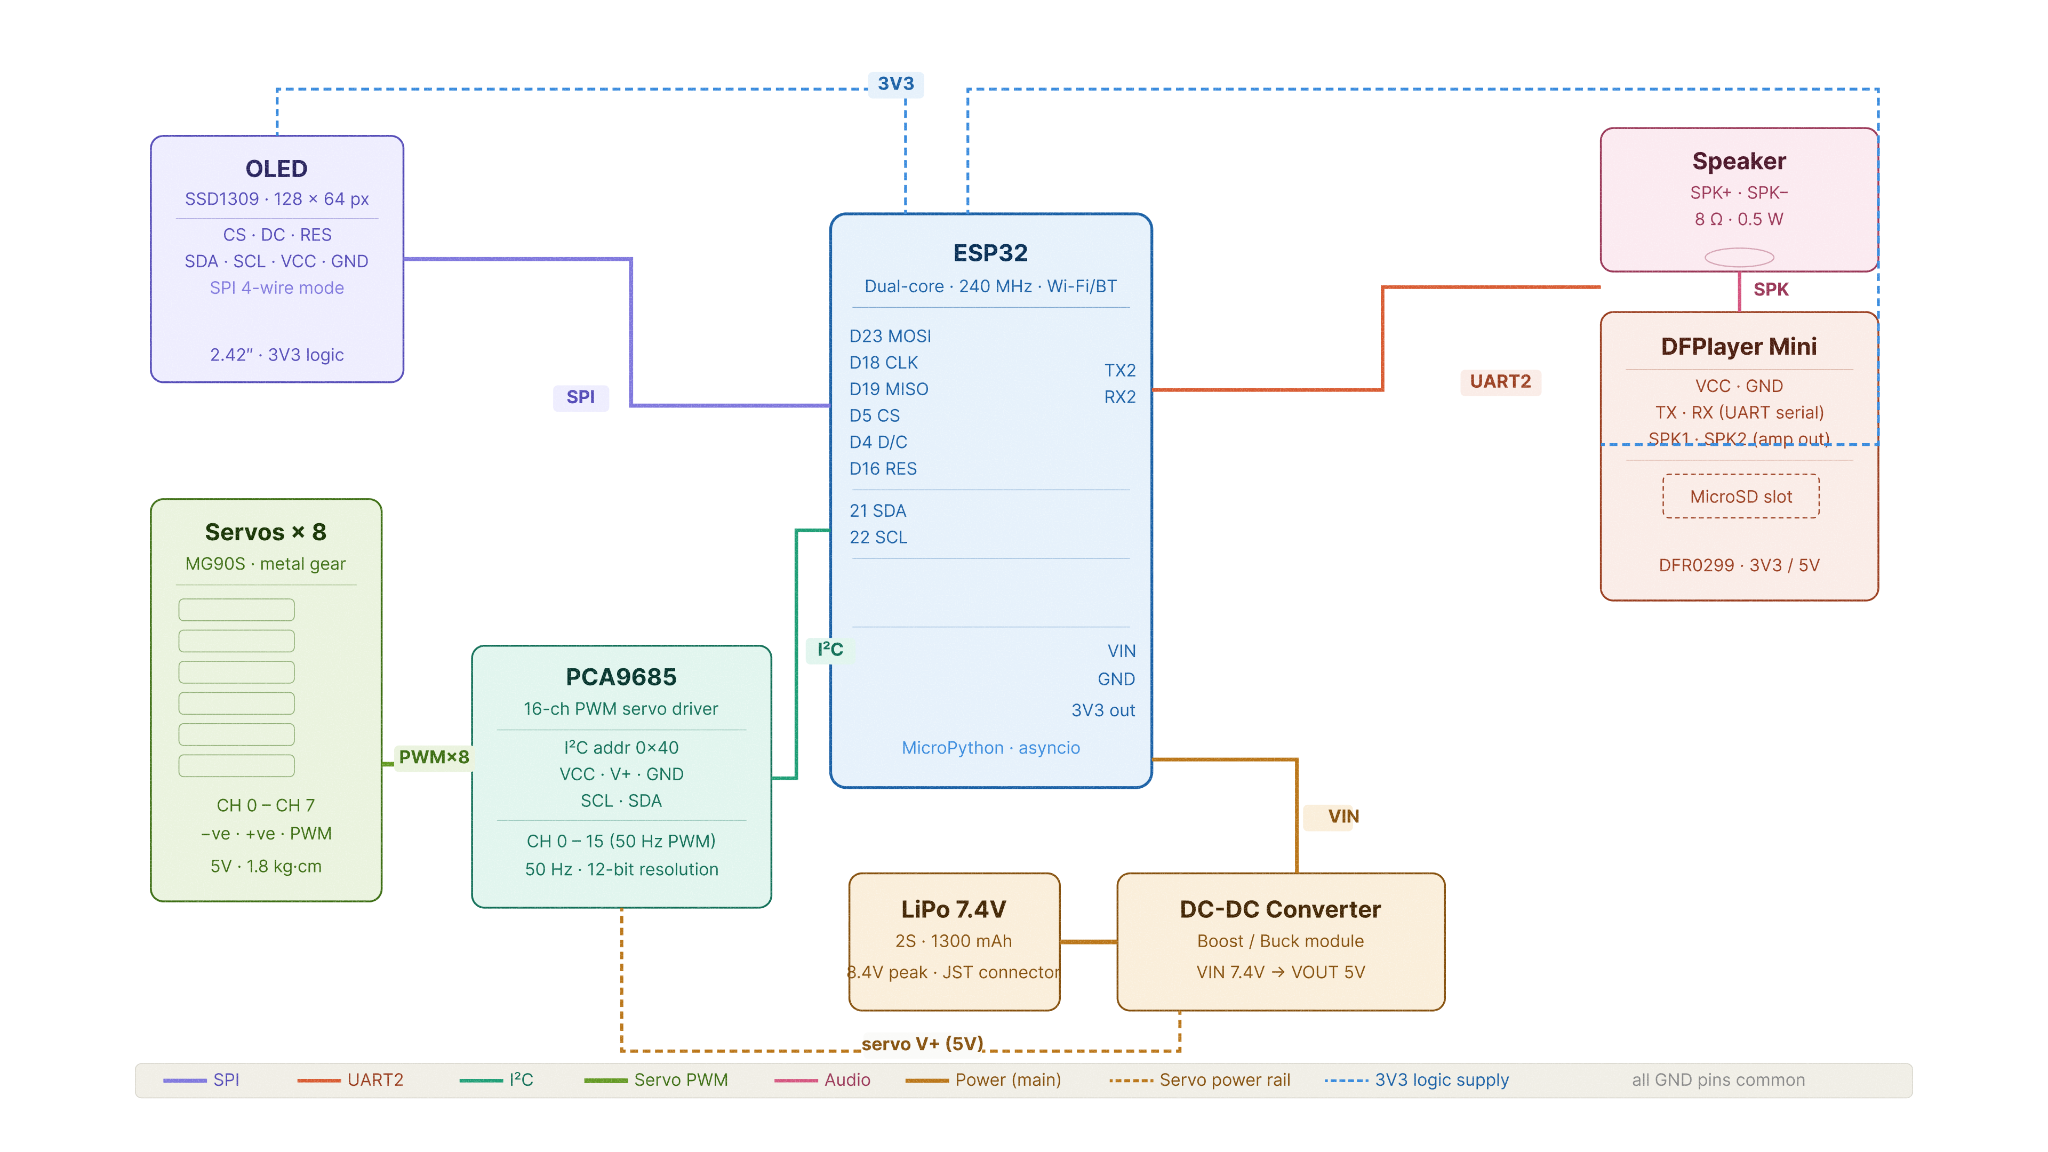 3V3
OLED
SSD1309 · 128 × 64 px
CS · DC · RES
SDA · SCL · VCC · GND
SPI 4-wire mode
2.42″ · 3V3 logic
SPI
ESP32
Dual-core · 240 MHz · Wi-Fi/BT
D23 MOSI
D18 CLK
D19 MISO
D5 CS
D4 D/C
D16 RES
TX2
RX2
21 SDA
22 SCL
VIN
GND
3V3 out
MicroPython · asyncio
Speaker
SPK+ · SPK−
8 Ω · 0.5 W
SPK
UART2
DFPlayer Mini
VCC · GND
TX · RX (UART serial)
SPK1 · SPK2 (amp out)
MicroSD slot
DFR0299 · 3V3 / 5V
Servos × 8
MG90S · metal gear
CH 0 – CH 7
−ve · +ve · PWM
5V · 1.8 kg·cm
PWM×8
PCA9685
16-ch PWM servo driver
I²C addr 0×40
VCC · V+ · GND
SCL · SDA
CH 0 – 15 (50 Hz PWM)
50 Hz · 12-bit resolution
I²C
VIN
LiPo 7.4V
2S · 1300 mAh
8.4V peak · JST connector
DC-DC Converter
Boost / Buck module
VIN 7.4V → VOUT 5V
servo V+ (5V)
SPI
UART2
I²C
Servo PWM
Audio
Power (main)
Servo power rail
3V3 logic supply
all GND pins common